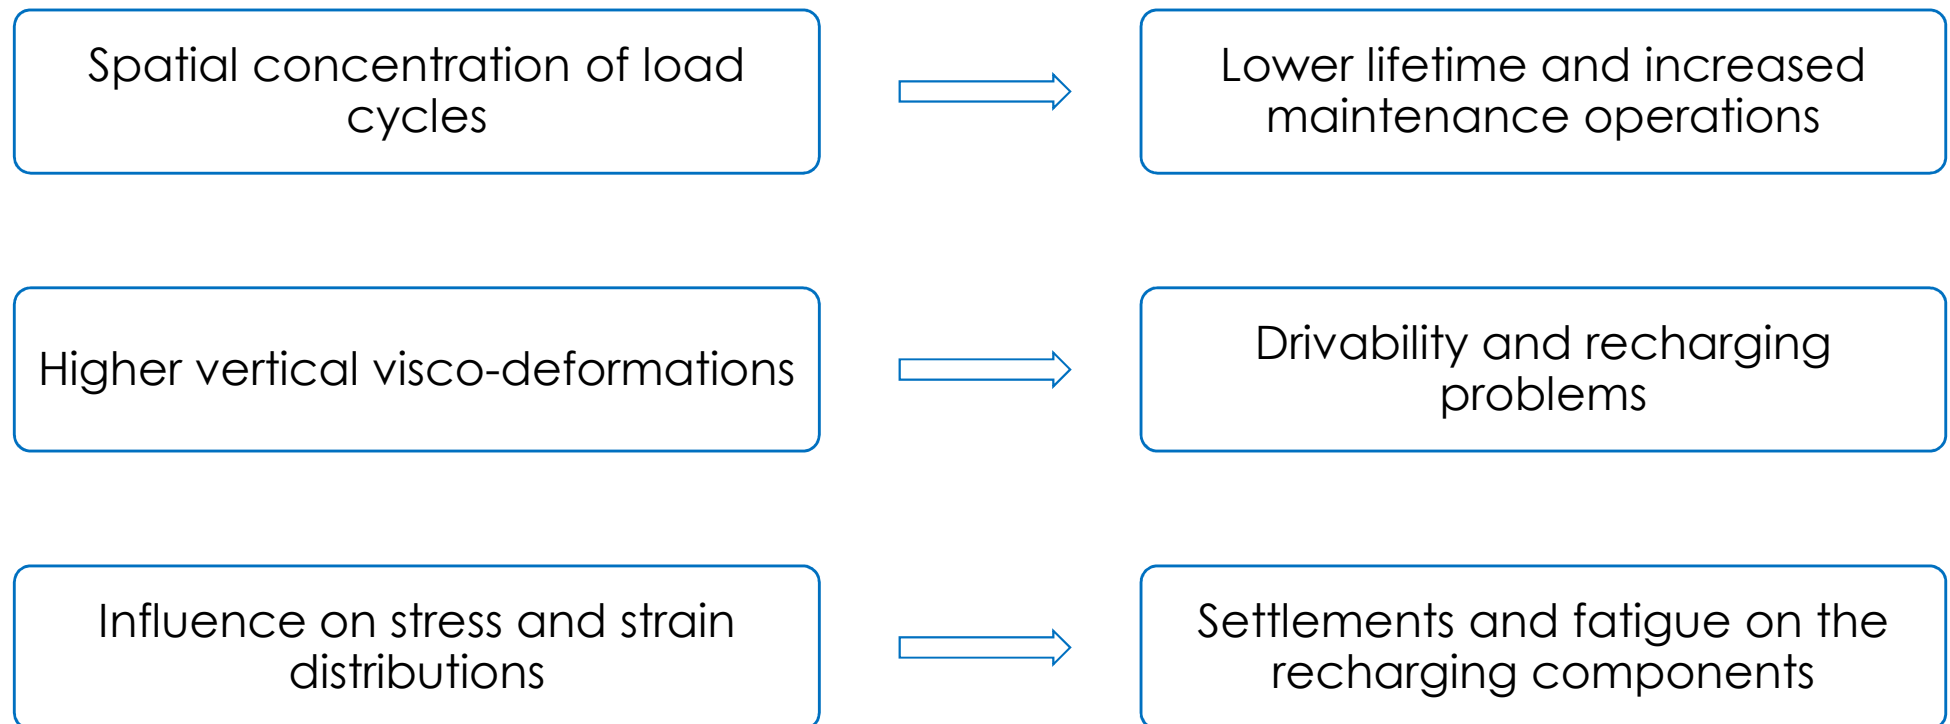 Spatial concentration of load
cycles
Lower lifetime and increased
maintenance operations
Higher vertical visco-deformations
Drivability and recharging
problems
Influence on stress and strain
distributions
Settlements and fatigue on the
recharging components